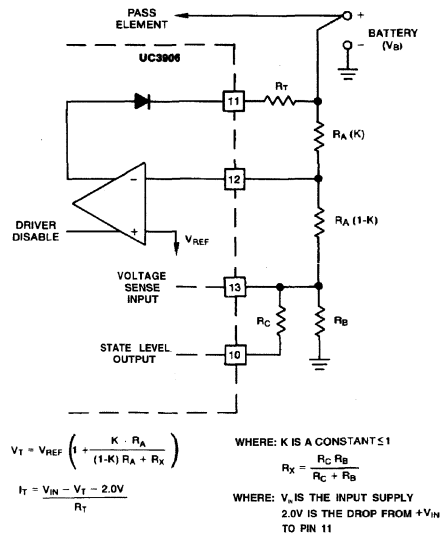 PASS
ELEMENT
+
BATTERY
(VB)
−
UC3906
11
RT
RA (K)
12
−
RA (1-K)
DRIVER
DISABLE
+
VREF
VOLTAGE
SENSE
INPUT
13
RC
RB
STATE LEVEL
OUTPUT
10
VT = VREF (1 + K · RA / (1-K) RA + RX)
IT = VIN − VT − 2.0V / RT
WHERE: K IS A CONSTANT ≤ 1
RX = RC RB / RC + RB
WHERE: VIN IS THE INPUT SUPPLY
2.0V IS THE DROP FROM +VIN
TO PIN 11